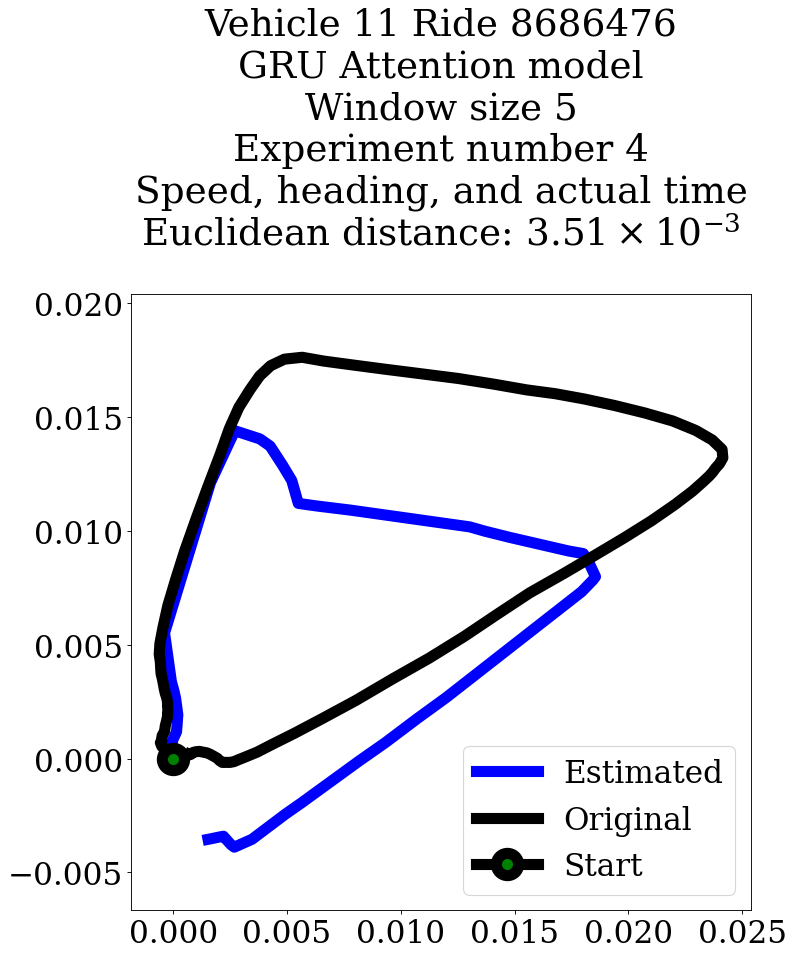 Vehicle 11 Ride 8686476
GRU Attention model
Window size 5
Experiment number 4
Speed, heading, and actual time
Euclidean distance: 3.51 × 10⁻³
0.020
0.015
0.010
0.005
0.000
−0.005
Estimated
Original
Start
0.000 0.005 0.010 0.015 0.020 0.025